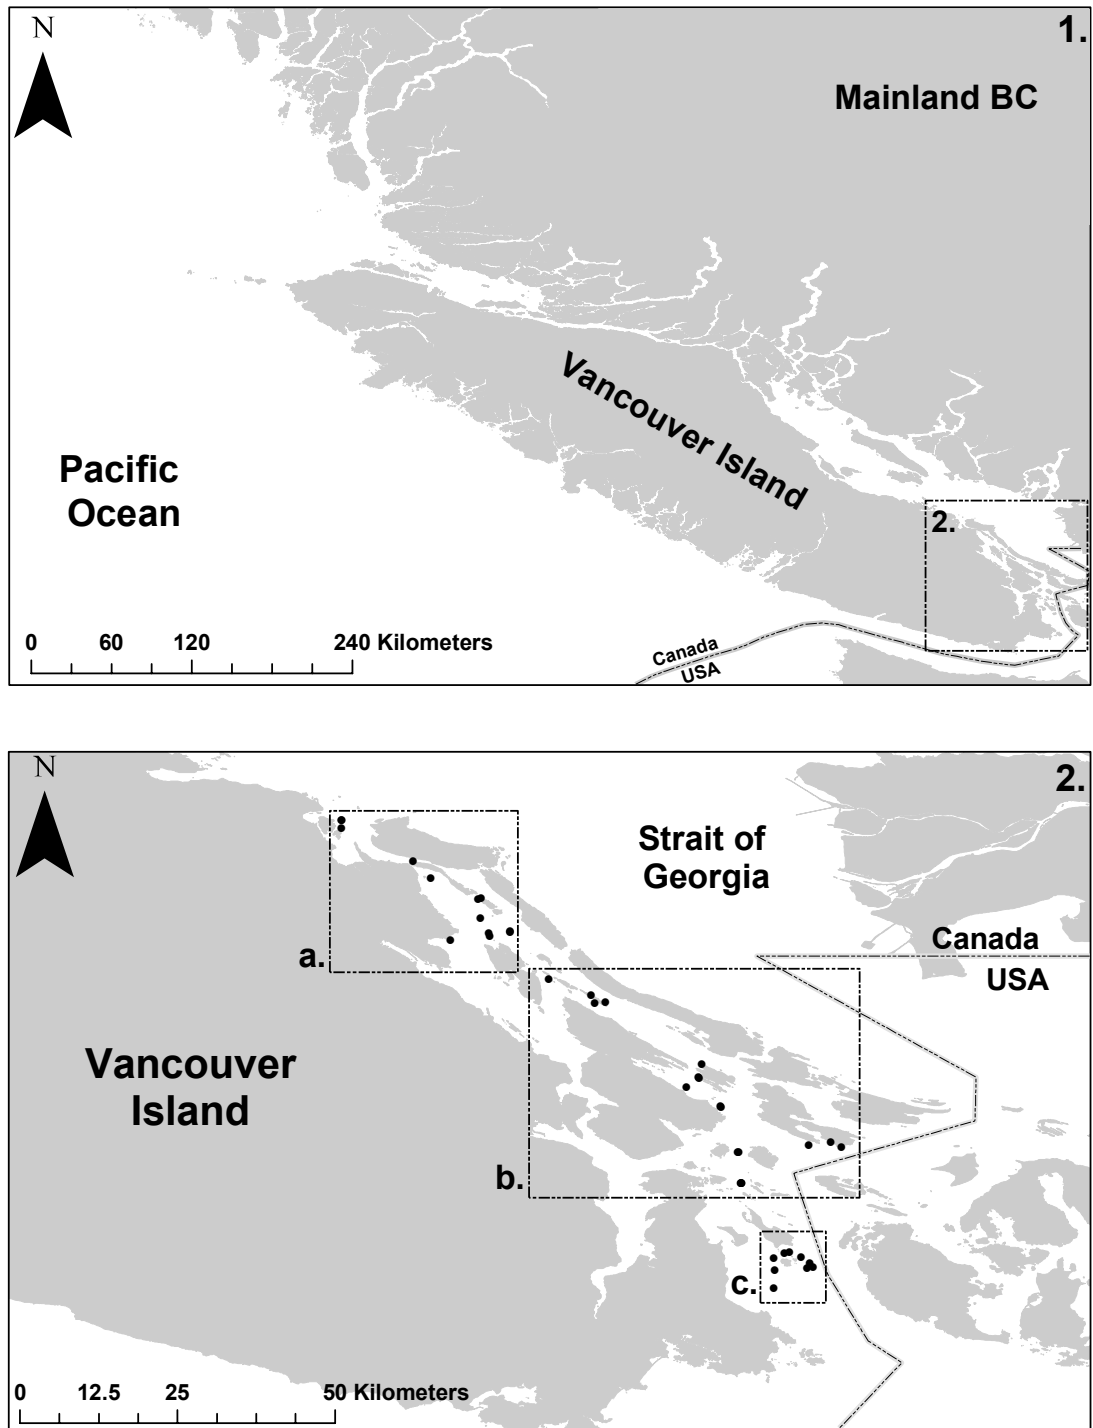 N
1.
Mainland BC
Vancouver Island
Pacific
Ocean
2.
0 60 120 240 Kilometers
Canada
USA
N
2.
Strait of
Georgia
a.
Canada
USA
Vancouver
Island
b.
c.
0 12.5 25 50 Kilometers